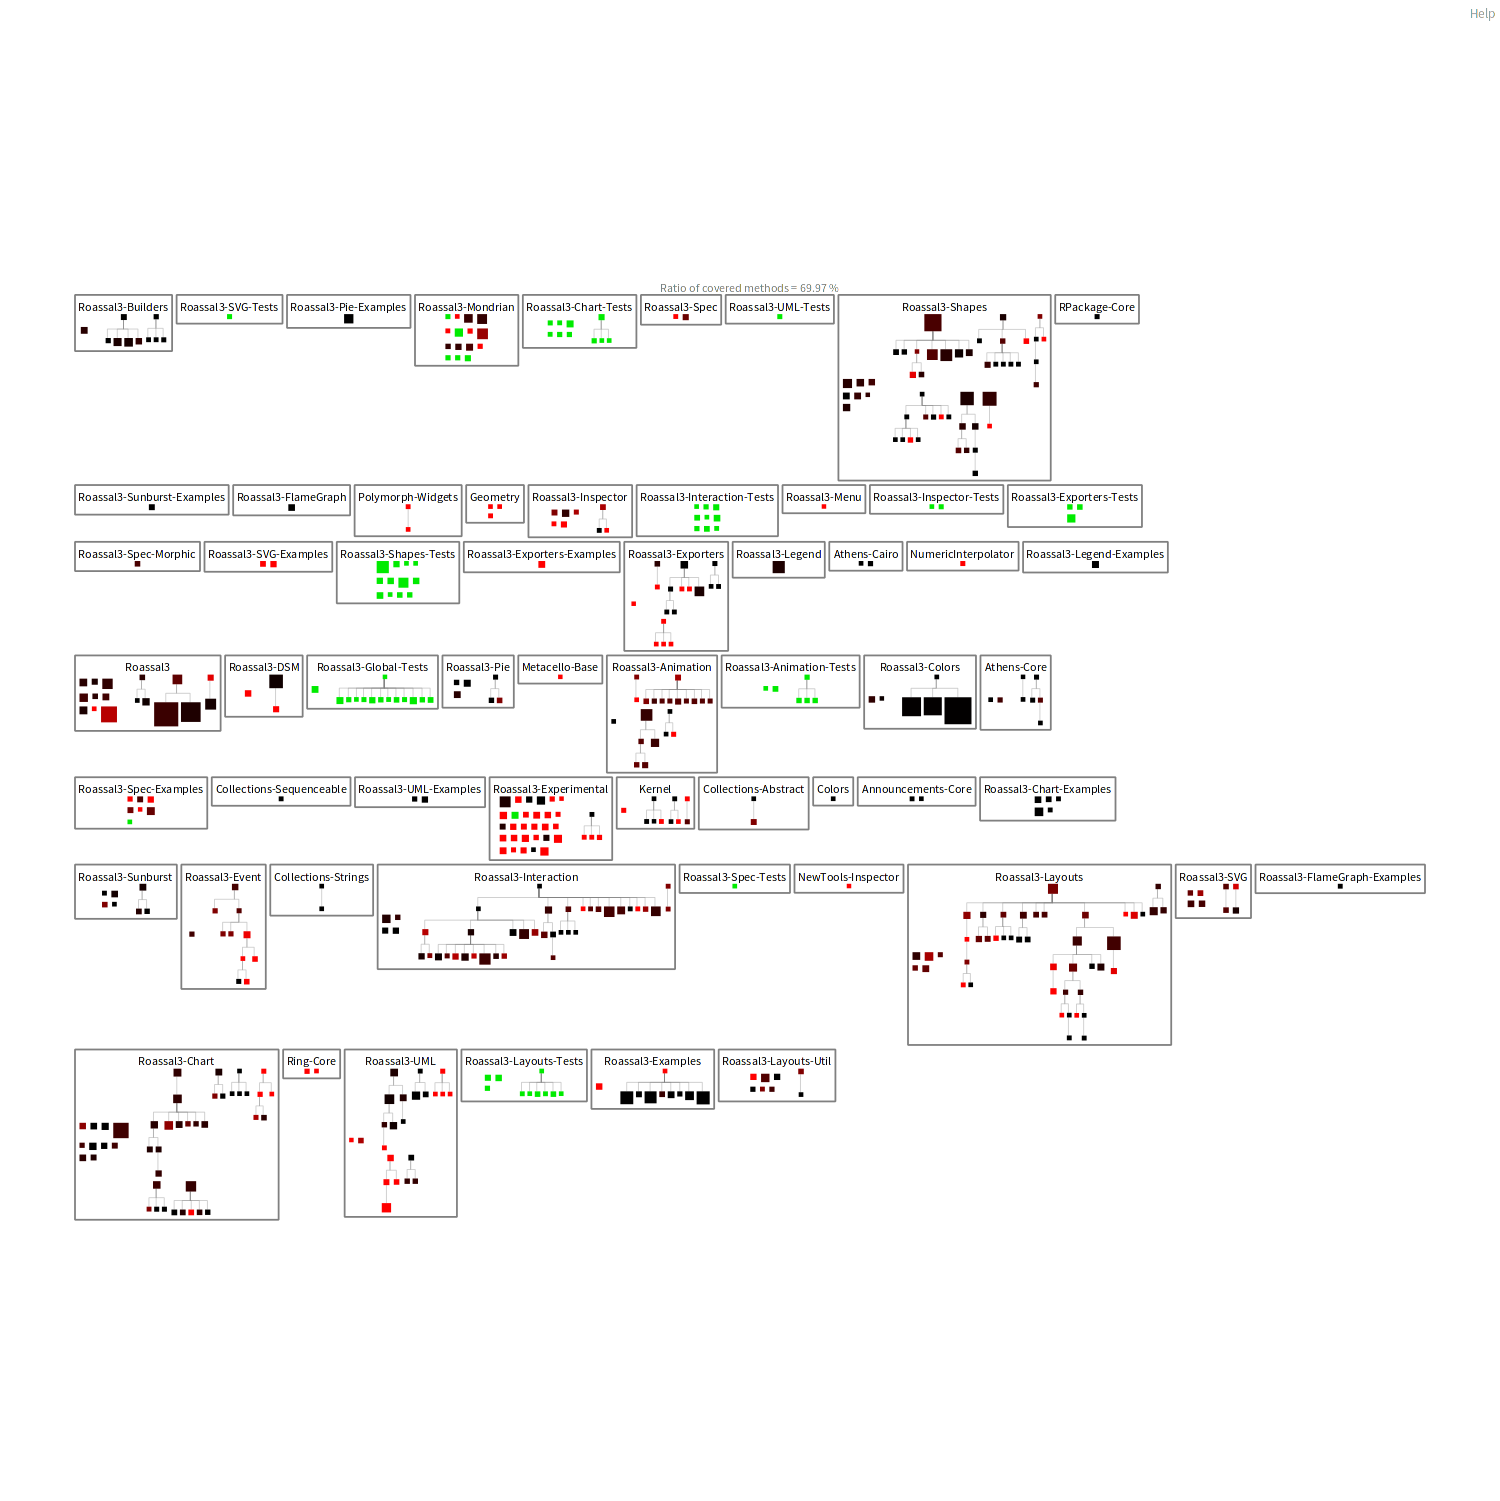 Help
Ratio of covered methods = 69.97 %
Roassal3-Builders
Roassal3-SVG-Tests
Roassal3-Pie-Examples
Roassal3-Mondrian
Roassal3-Chart-Tests
Roassal3-Spec
Roassal3-UML-Tests
Roassal3-Shapes
RPackage-Core
Roassal3-Sunburst-Examples
Roassal3-FlameGraph
Polymorph-Widgets
Geometry
Roassal3-Inspector
Roassal3-Interaction-Tests
Roassal3-Menu
Roassal3-Inspector-Tests
Roassal3-Exporters-Tests
Roassal3-Spec-Morphic
Roassal3-SVG-Examples
Roassal3-Shapes-Tests
Roassal3-Exporters-Examples
Roassal3-Exporters
Roassal3-Legend
Athens-Cairo
NumericInterpolator
Roassal3-Legend-Examples
Roassal3
Roassal3-DSM
Roassal3-Global-Tests
Roassal3-Pie
Metacello-Base
Roassal3-Animation
Roassal3-Animation-Tests
Roassal3-Colors
Athens-Core
Roassal3-Spec-Examples
Collections-Sequenceable
Roassal3-UML-Examples
Roassal3-Experimental
Kernel
Collections-Abstract
Colors
Announcements-Core
Roassal3-Chart-Examples
Roassal3-Sunburst
Roassal3-Event
Collections-Strings
Roassal3-Interaction
Roassal3-Spec-Tests
NewTools-Inspector
Roassal3-Layouts
Roassal3-SVG
Roassal3-FlameGraph-Examples
Roassal3-Chart
Ring-Core
Roassal3-UML
Roassal3-Layouts-Tests
Roassal3-Examples
Roassal3-Layouts-Util